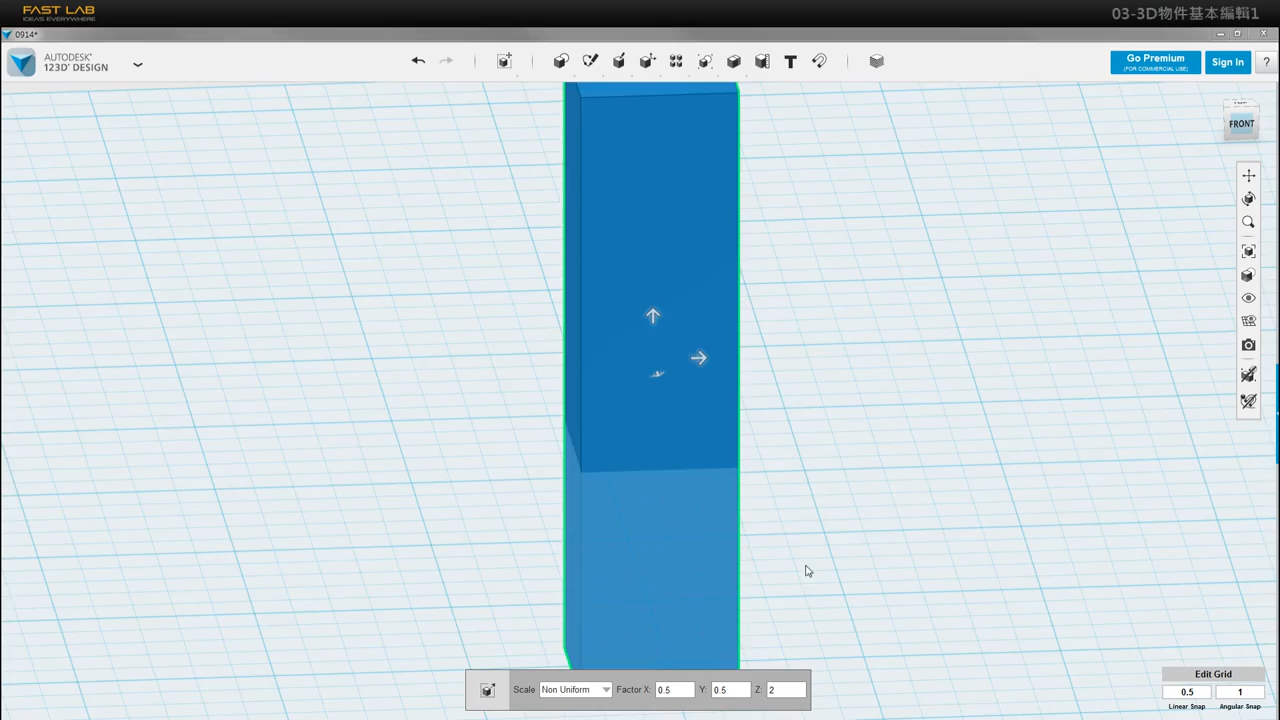 FAST LAB
IDEAS EVERYWHERE
03-3D物件基本編輯1
0914*
AUTODESK®
123D® DESIGN
Go Premium
(FOR COMMERCIAL USE)
Sign In
?
FRONT
Scale
Non Uniform
Factor X:
0.5
Y:
0.5
Z:
2
Edit Grid
0.5
1
Linear Snap
Angular Snap